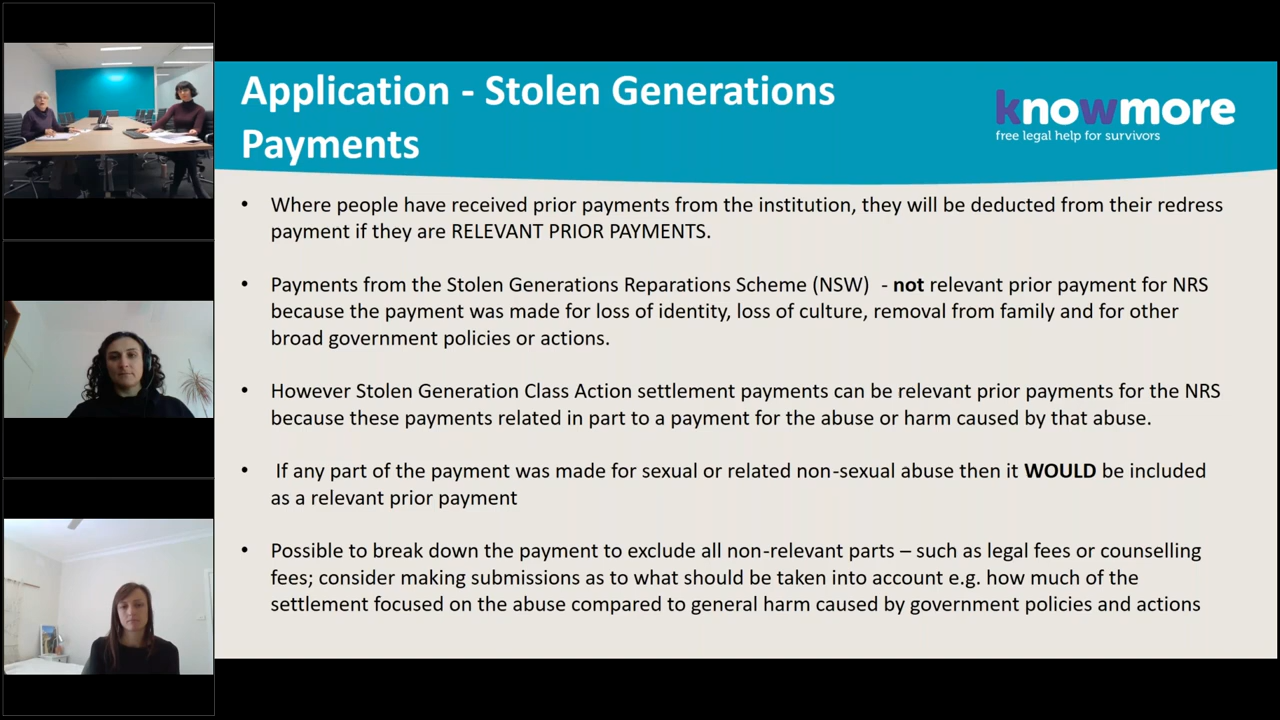 Application - Stolen Generations
Payments
knowmore
free legal help for survivors
• Where people have received prior payments from the institution, they will be deducted from their redress
payment if they are RELEVANT PRIOR PAYMENTS.
• Payments from the Stolen Generations Reparations Scheme (NSW) - not relevant prior payment for NRS
because the payment was made for loss of identity, loss of culture, removal from family and for other
broad government policies or actions.
• However Stolen Generation Class Action settlement payments can be relevant prior payments for the NRS
because these payments related in part to a payment for the abuse or harm caused by that abuse.
• If any part of the payment was made for sexual or related non-sexual abuse then it WOULD be included
as a relevant prior payment
• Possible to break down the payment to exclude all non-relevant parts – such as legal fees or counselling
fees; consider making submissions as to what should be taken into account e.g. how much of the
settlement focused on the abuse compared to general harm caused by government policies and actions